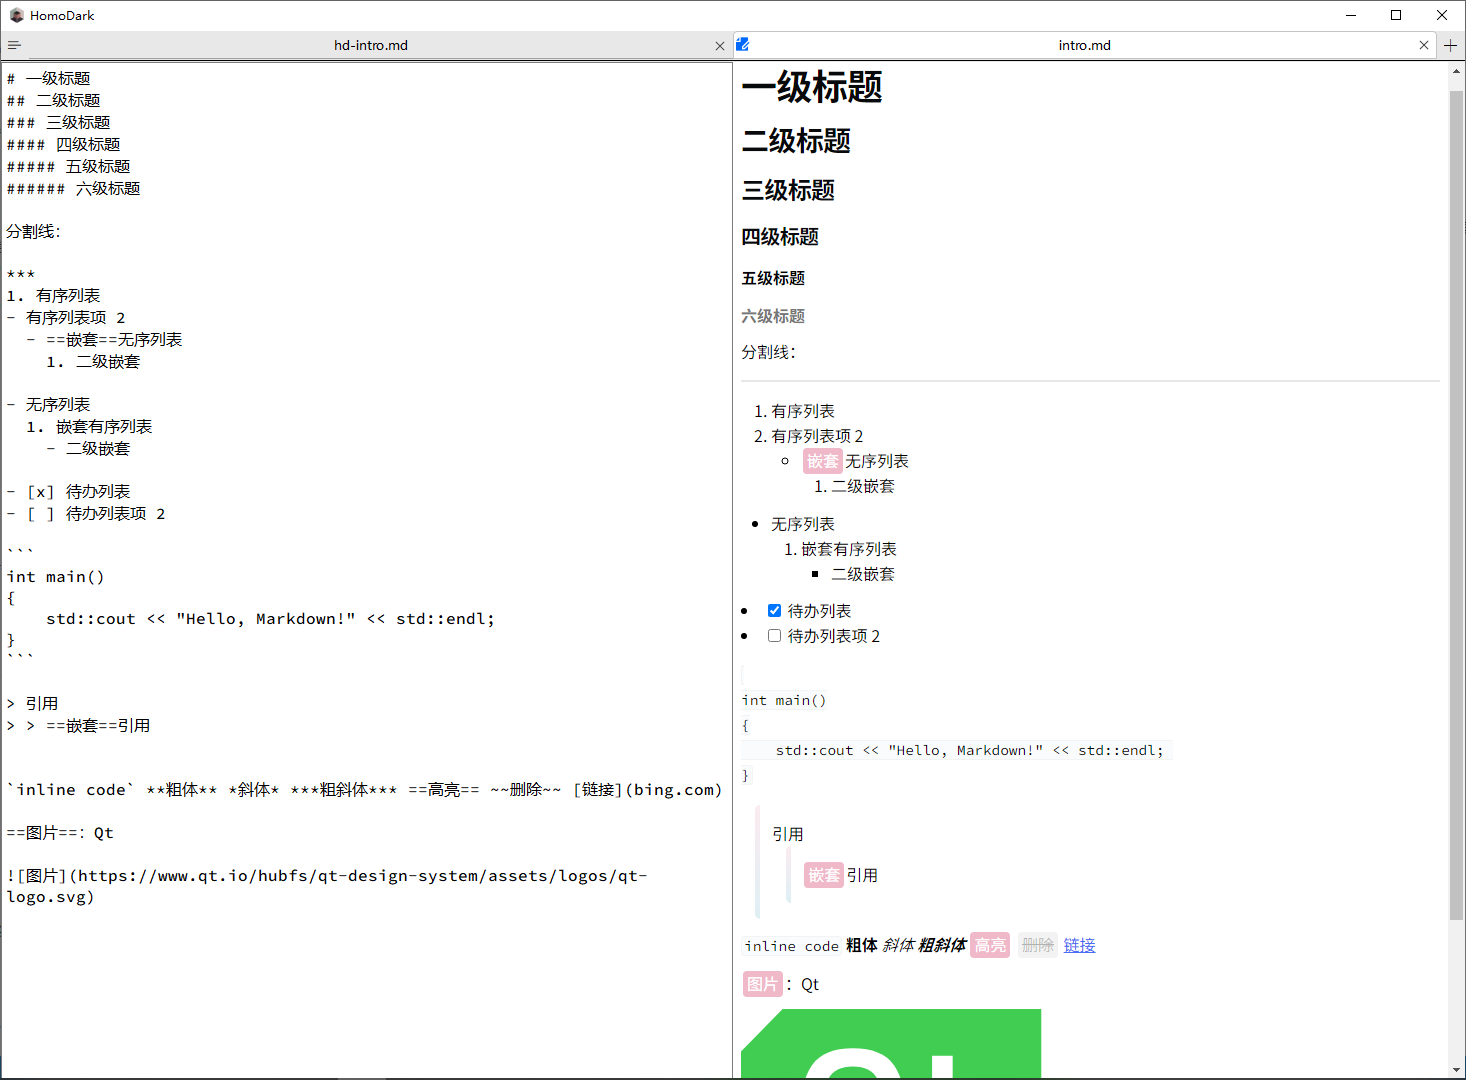 HomoDark
hd-intro.md
intro.md
# 一级标题
## 二级标题
### 三级标题
#### 四级标题
##### 五级标题
###### 六级标题
分割线：
***
1. 有序列表
- 有序列表项 2
  - ==嵌套==无序列表
    1. 二级嵌套
- 无序列表
  1. 嵌套有序列表
    - 二级嵌套
- [x] 待办列表
- [ ] 待办列表项 2
```
int main()
{
    std::cout << "Hello, Markdown!" << std::endl;
}
```
> 引用
> > ==嵌套==引用
`inline code` **粗体** *斜体* ***粗斜体*** ==高亮== ~~删除~~ [链接](bing.com)
==图片==：Qt
![图片](https://www.qt.io/hubfs/qt-design-system/assets/logos/qt-
logo.svg)
一级标题
二级标题
三级标题
四级标题
五级标题
六级标题
分割线：
1. 有序列表
2. 有序列表项 2
嵌套 无序列表
1. 二级嵌套
无序列表
1. 嵌套有序列表
二级嵌套
待办列表
待办列表项 2
int main()
{
    std::cout << "Hello, Markdown!" << std::endl;
}
引用
嵌套 引用
inline code 粗体 斜体 粗斜体 高亮 删除 链接
图片 ：Qt
Qt